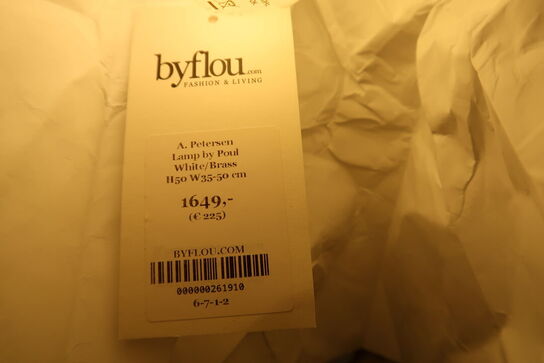 byflou.com
FASHION & LIVING
A. Petersen
Lamp by Poul
White/Brass
H50 W35-50 cm
1649,-
(€ 225)
BYFLOU.COM
000000261910
6-7-1-2